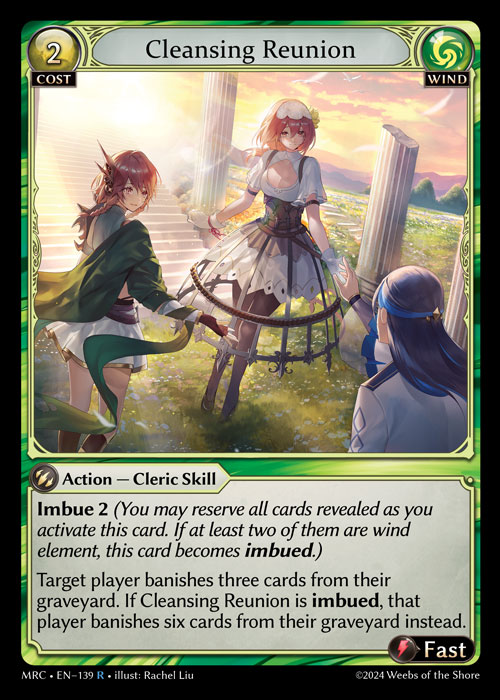 2
COST
Cleansing Reunion
WIND
Action — Cleric Skill
Imbue 2 (You may reserve all cards revealed as you
activate this card. If at least two of them are wind
element, this card becomes imbued.)
Target player banishes three cards from their
graveyard. If Cleansing Reunion is imbued, that
player banishes six cards from their graveyard instead.
Fast
MRC • EN–139 R • illust: Rachel Liu
©2024 Weebs of the Shore